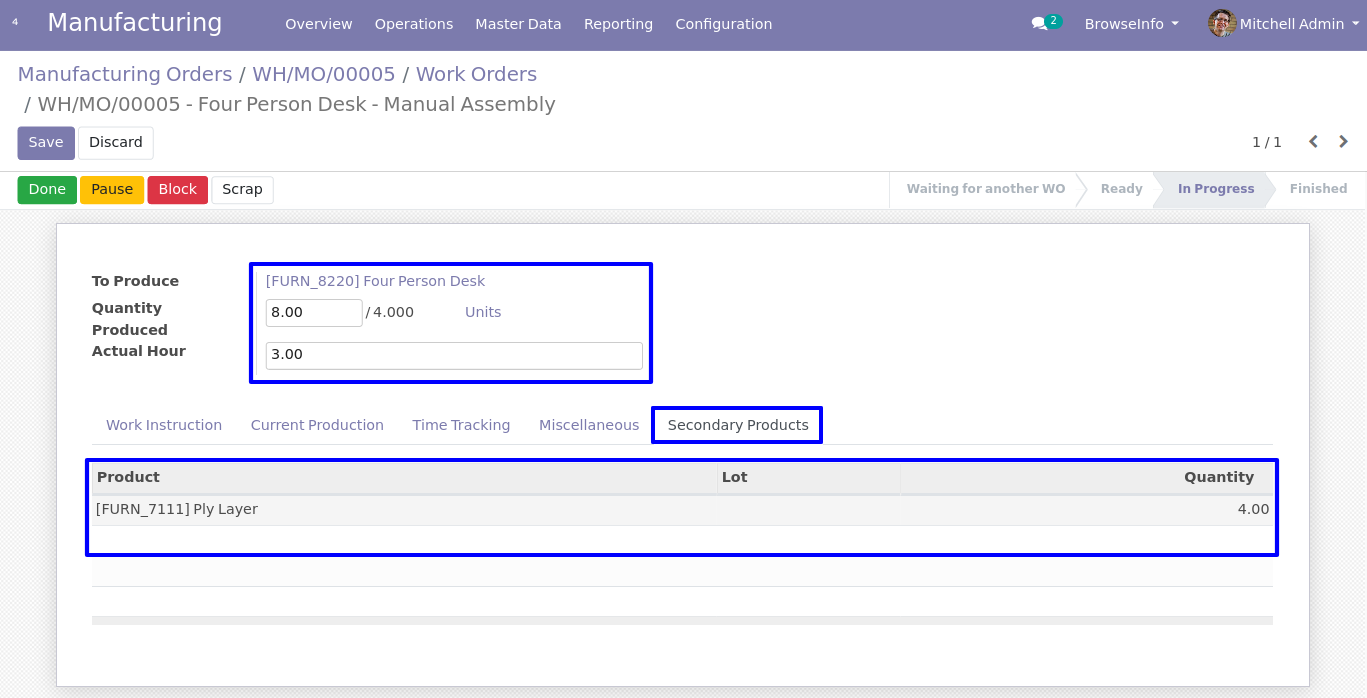 Manufacturing Overview Operations Master Data Reporting Configuration 2 BrowseInfo Mitchell Admin
Manufacturing Orders / WH/MO/00005 / Work Orders
/ WH/MO/00005 - Four Person Desk - Manual Assembly
Save Discard 1 / 1
Done Pause Block Scrap Waiting for another WO Ready In Progress Finished
To Produce [FURN_8220] Four Person Desk
Quantity Produced 8.00 / 4.000 Units
Actual Hour 3.00
Work Instruction Current Production Time Tracking Miscellaneous Secondary Products
Product Lot Quantity
[FURN_7111] Ply Layer 4.00